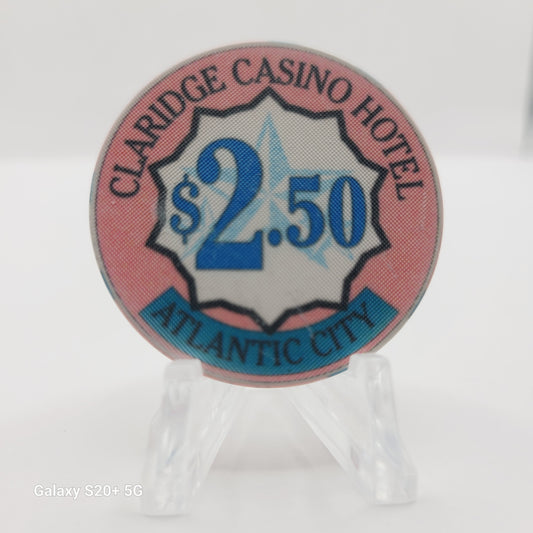 CLARIDGE CASINO HOTEL
$2.50
ATLANTIC CITY
Galaxy S20+ 5G